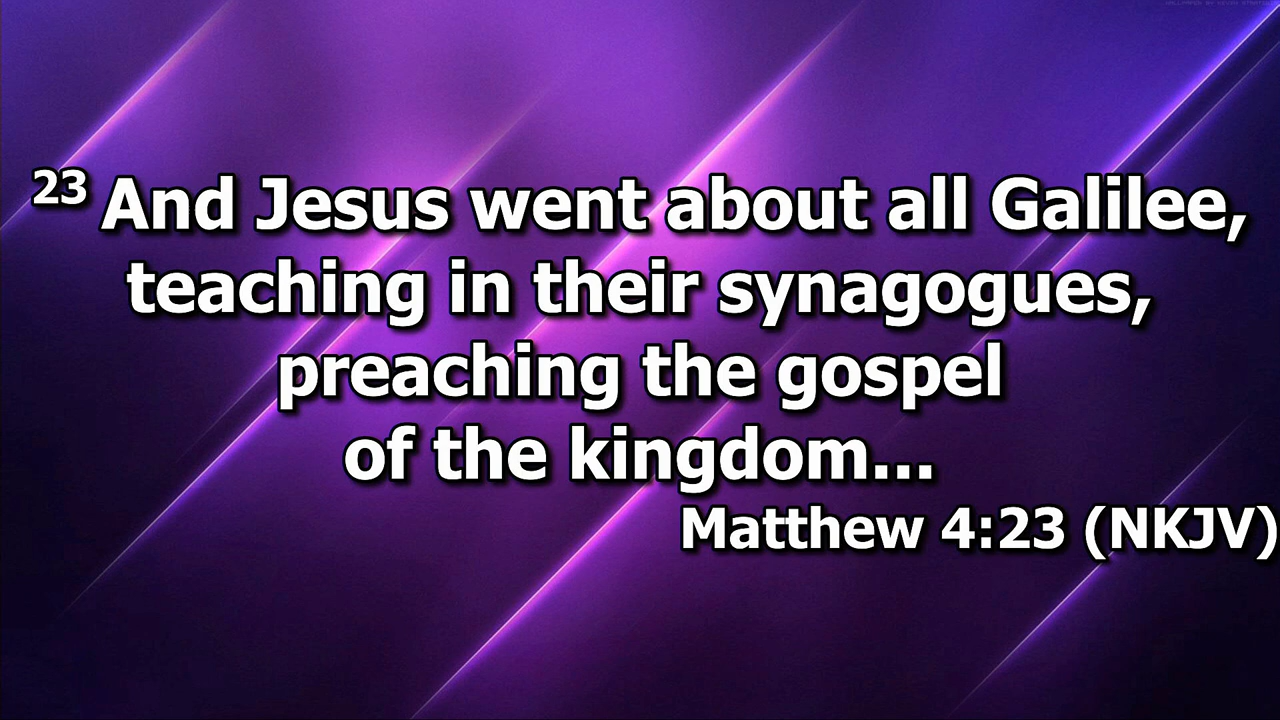 23 And Jesus went about all Galilee,
teaching in their synagogues,
preaching the gospel
of the kingdom...
Matthew 4:23 (NKJV)